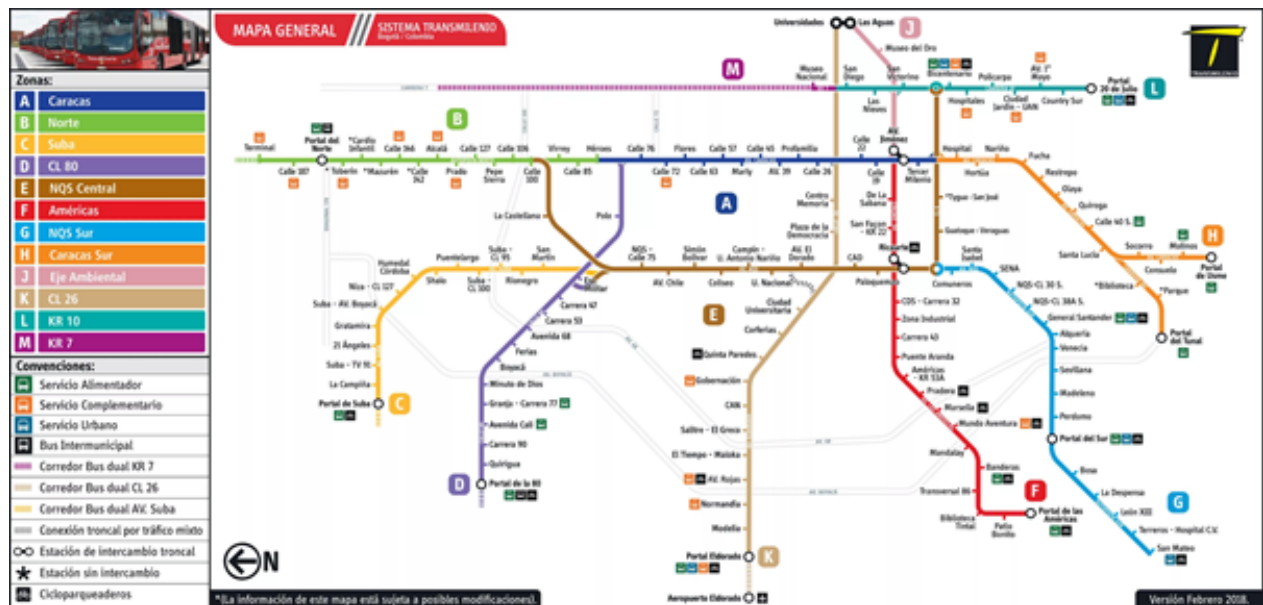 MAPA GENERAL
SISTEMA TRANSMILENIO
Bogotá / Colombia
TRANSMILENIO
Zonas:
A Caracas
B Norte
C Suba
D CL 80
E NQS Central
F Américas
G NQS Sur
H Caracas Sur
J Eje Ambiental
K CL 26
L KR 10
M KR 7
Convenciones:
Servicio Alimentador
Servicio Complementario
Servicio Urbano
Bus Intermunicipal
Corredor Bus dual KR 7
Corredor Bus dual CL 26
Corredor Bus dual AV. Suba
Conexión troncal por tráfico mixto
Estación de intercambio troncal
Estación sin intercambio
Cicloparqueaderos
Universidades
Las Aguas
J
Museo del Oro
M
Museo Nacional
San Diego
San Victorino
Bicentenario
Policarpa
AV. 1º Mayo
Portal 20 de Julio
L
Las Nieves
Hospitales
Ciudad Jardín - UAN
Country Sur
B
Terminal
Portal del Norte
*Cardio Infantil
Calle 146
Alcalá
Calle 127
Calle 106
Virrey
Héroes
Calle 76
Flores
Calle 57
Calle 45
Profamilia
Calle 22
AV. Jiménez
Hospital
Nariño
Calle 187
*Toberín
*Mazurén
*Calle 142
Prado
Pepe Sierra
Calle 100
Calle 85
Calle 72
Calle 63
Marly
AV. 39
Calle 26
Calle 19
Tercer Milenio
Hortúa
Fucha
Restrepo
Olaya
Quiroga
Calle 40 S.
Santa Lucía
Socorro
Molinos
Consuelo
Portal de Usme
H
*Biblioteca
*Parque
Portal del Tunal
A
La Castellana
Polo
Centro Memoria
Plaza de la Democracia
De La Sabana
San Façon - KR 22
Ricaurte
*Tygua - San José
Guatoque - Veraguas
Humedal Córdoba
Puentelargo
Suba - CL 95
San Martín
NQS - Calle 75
Simón Bolívar
Campín - U. Antonio Nariño
AV. El Dorado
CAD
Santa Isabel
SENA
Niza - CL 127
Shaio
Suba - CL 100
Rionegro
Esc. Militar
AV. Chile
Coliseo
U. Nacional
Paloquemao
Comuneros
NQS-CL 30 S.
NQS-CL 38A S.
General Santander
Alquería
Venecia
Sevillana
Madelena
Perdomo
Portal del Sur
Bosa
La Despensa
León XIII
Terreros - Hospital C.V.
San Mateo
G
Suba - AV. Boyacá
Gratamira
21 Ángeles
Suba - TV 91
La Campiña
Portal de Suba
C
Carrera 47
Carrera 53
Avenida 68
Ferias
Boyacá
Minuto de Dios
Granja - Carrera 77
Avenida Cali
Carrera 90
Quirigua
Portal de la 80
D
E
Ciudad Universitaria
Corferias
Quinta Paredes
Gobernación
CAN
Salitre - El Greco
El Tiempo - Maloka
AV. Rojas
Normandía
Modelia
Portal Eldorado
K
Aeropuerto Eldorado
CDS - Carrera 32
Zona Industrial
Carrera 43
Puente Aranda
Américas - KR 53A
Pradera
Marsella
Mundo Aventura
Mandalay
Banderas
Transversal 86
Biblioteca Tintal
Patio Bonito
Portal de las Américas
F
N
*(La información de este mapa está sujeta a posibles modificaciones).
Versión Febrero 2018.